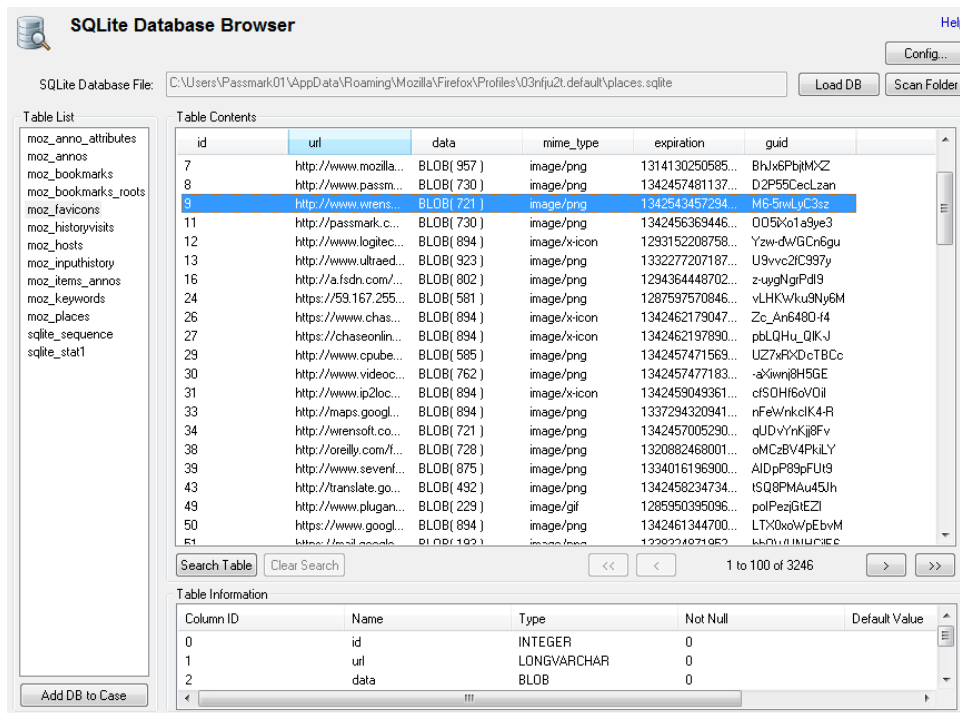 SQLite Database Browser
Help
Config...
SQLite Database File: C:\Users\Passmark01\AppData\Roaming\Mozilla\Firefox\Profiles\03nfju2t.default\places.sqlite Load DB Scan Folder
Table List
moz_anno_attributes
moz_annos
moz_bookmarks
moz_bookmarks_roots
moz_favicons
moz_historyvisits
moz_hosts
moz_inputhistory
moz_items_annos
moz_keywords
moz_places
sqlite_sequence
sqlite_stat1
Add DB to Case
Table Contents
id url data mime_type expiration guid
7 http://www.mozilla... BLOB( 957 ) image/png 1314130250585... BhJx6PbjtMXZ
8 http://www.passm... BLOB( 730 ) image/png 1342457481137... D2P55CecLzan
9 http://www.wrens... BLOB( 721 ) image/png 1342543457294... M6-5rwLyC3sz
11 http://passmark.c... BLOB( 730 ) image/png 1342456369446... OO5iXo1a9ye3
12 http://www.logitec... BLOB( 894 ) image/x-icon 1293152208758... Yzw-dWGCn6gu
13 http://www.ultraed... BLOB( 923 ) image/png 1332277207187... U9vvc2fC997y
16 http://a.fsdn.com/... BLOB( 802 ) image/png 1294364448702... z-uygNgrPdI9
24 https://59.167.255... BLOB( 581 ) image/png 1287597570846... vLHKWku9Ny6M
26 https://www.chas... BLOB( 894 ) image/x-icon 1342462179047... Zc_An648O-f4
27 https://chaseonlin... BLOB( 894 ) image/x-icon 1342462197890... pbLQHu_QIK-J
29 http://www.cpube... BLOB( 585 ) image/png 1342457471569... UZ7xRXDcTBCc
30 http://www.videoc... BLOB( 762 ) image/png 1342457477183... -aXiwnj8H5GE
31 http://www.ip2loc... BLOB( 894 ) image/x-icon 1342459049361... cfSOHf6oVOil
33 http://maps.googl... BLOB( 894 ) image/png 1337294320941... nFeWnkcIK4-R
34 http://wrensoft.co... BLOB( 721 ) image/png 1342457005290... qUDvYnKjj8Fv
38 http://oreilly.com/f... BLOB( 728 ) image/png 1320882468001... oMCzBV4PkiLY
39 http://www.sevenf... BLOB( 875 ) image/png 1334016196900... AIDpP89pFUt9
43 http://translate.go... BLOB( 492 ) image/png 1342458234734... tSQ8PMAu45Jh
49 http://www.plugan... BLOB( 229 ) image/gif 1285950395096... polPezjGtEZI
50 https://www.googl... BLOB( 894 ) image/png 1342461344700... LTX0xoWpEbvM
51
Search Table Clear Search << < 1 to 100 of 3246 > >>
Table Information
Column ID Name Type Not Null Default Value
0 id INTEGER 0
1 url LONGVARCHAR 0
2 data BLOB 0